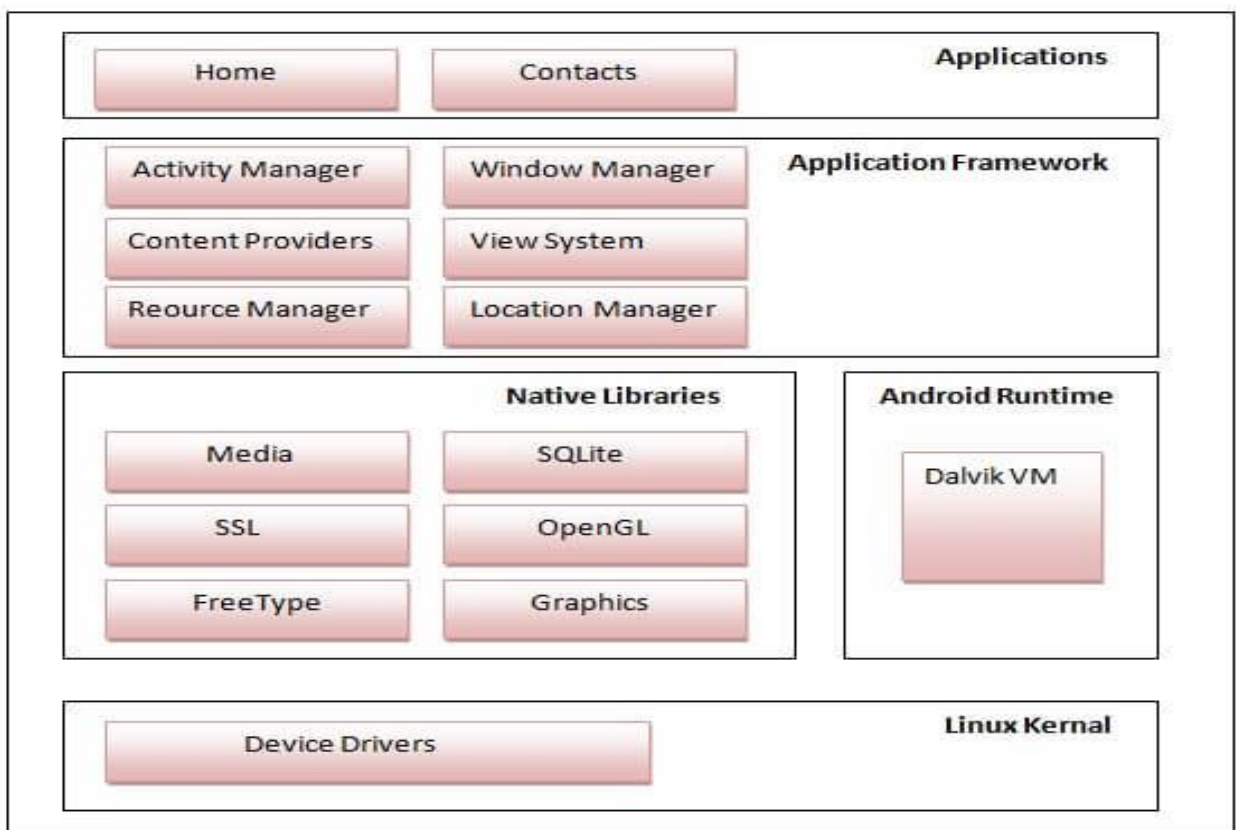 Applications
Home
Contacts
Application Framework
Activity Manager
Window Manager
Content Providers
View System
Reource Manager
Location Manager
Native Libraries
Media
SQLite
SSL
OpenGL
FreeType
Graphics
Android Runtime
Dalvik VM
Linux Kernal
Device Drivers